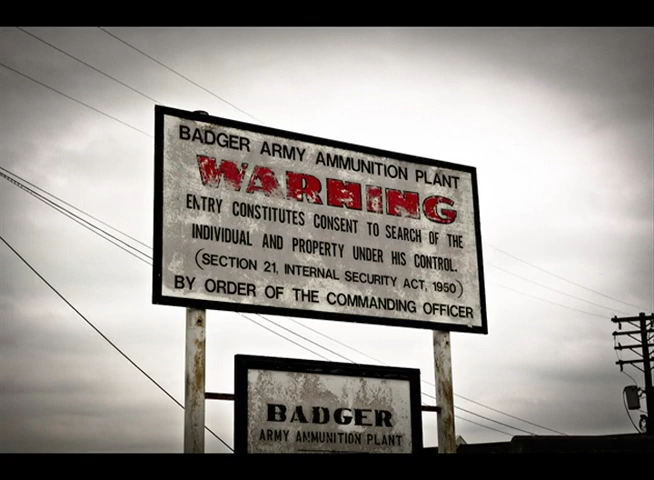 BADGER ARMY AMMUNITION PLANT
WARNING
ENTRY CONSTITUTES CONSENT TO SEARCH OF THE
INDIVIDUAL AND PROPERTY UNDER HIS CONTROL.
(SECTION 21, INTERNAL SECURITY ACT, 1950)
BY ORDER OF THE COMMANDING OFFICER
BADGER
ARMY AMMUNITION PLANT